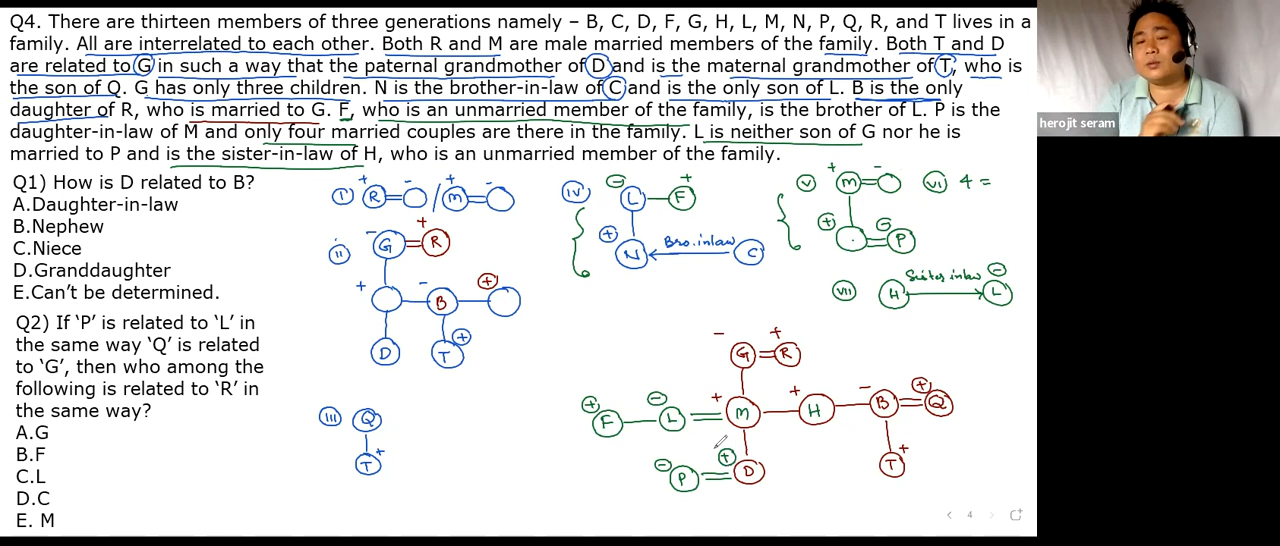 Q4. There are thirteen members of three generations namely – B, C, D, F, G, H, L, M, N, P, Q, R, and T lives in a
family. All are interrelated to each other. Both R and M are male married members of the family. Both T and D
are related to G in such a way that the paternal grandmother of D and is the maternal grandmother of T, who is
the son of Q. G has only three children. N is the brother-in-law of C and is the only son of L. B is the only
daughter of R, who is married to G. F, who is an unmarried member of the family, is the brother of L. P is the
daughter-in-law of M and only four married couples are there in the family. L is neither son of G nor he is
married to P and is the sister-in-law of H, who is an unmarried member of the family.
herojit seram
Q1) How is D related to B?
A.Daughter-in-law
B.Nephew
C.Niece
D.Granddaughter
E.Can't be determined.
Q2) If 'P' is related to 'L' in
the same way 'Q' is related
to 'G', then who among the
following is related to 'R' in
the same way?
A.G
B.F
C.L
D.C
E. M
i + R = - / + M = -
ii - G = R +
+ - B +
D T +
iii Q
T +
iv - L F +
+ N Bro. inlaw C
v + M = -
+ = P
vi 4 =
vii H Sister inlaw L -
- G = R +
+ F - L = M + + H - B = Q +
- P = D + T +
4